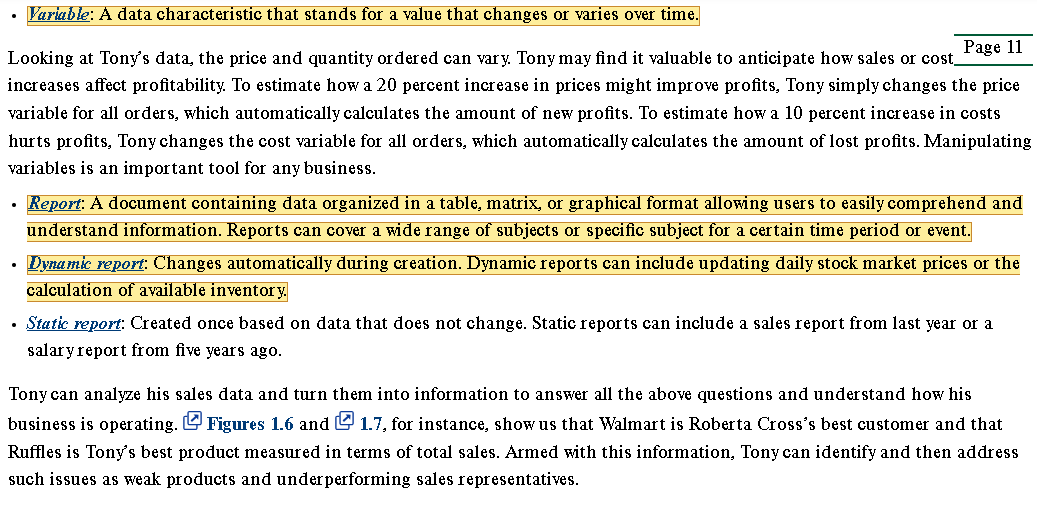 • Variable: A data characteristic that stands for a value that changes or varies over time.
Page 11
Looking at Tony's data, the price and quantity ordered can vary. Tony may find it valuable to anticipate how sales or cost
increases affect profitability. To estimate how a 20 percent increase in prices might improve profits, Tony simply changes the price
variable for all orders, which automatically calculates the amount of new profits. To estimate how a 10 percent increase in costs
hurts profits, Tony changes the cost variable for all orders, which automatically calculates the amount of lost profits. Manipulating
variables is an important tool for any business.
• Report: A document containing data organized in a table, matrix, or graphical format allowing users to easily comprehend and
understand information. Reports can cover a wide range of subjects or specific subject for a certain time period or event.
• Dynamic report: Changes automatically during creation. Dynamic reports can include updating daily stock market prices or the
calculation of available inventory.
• Static report: Created once based on data that does not change. Static reports can include a sales report from last year or a
salary report from five years ago.
Tony can analyze his sales data and turn them into information to answer all the above questions and understand how his
business is operating. Figures 1.6 and 1.7, for instance, show us that Walmart is Roberta Cross's best customer and that
Ruffles is Tony's best product measured in terms of total sales. Armed with this information, Tony can identify and then address
such issues as weak products and underperforming sales representatives.